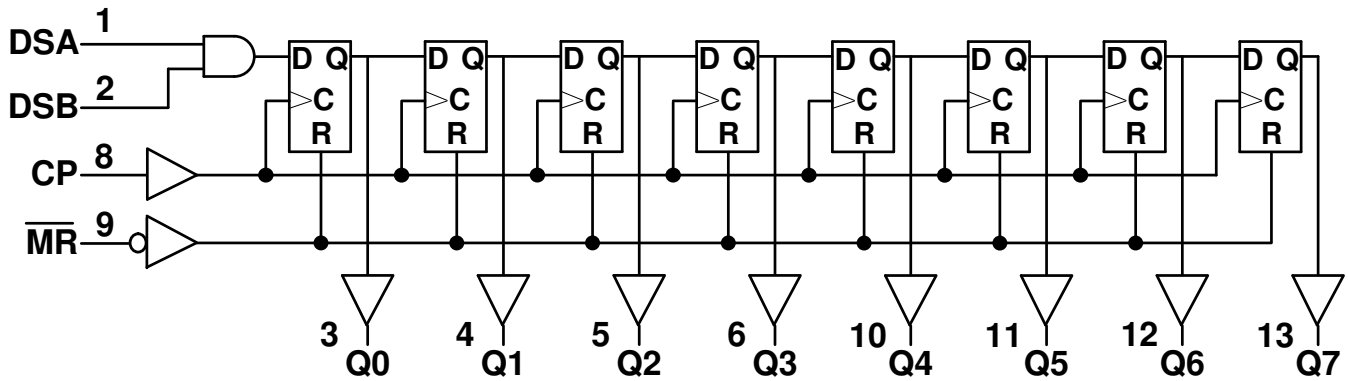 1
DSA
D Q D Q D Q D Q D Q D Q D Q D Q
DSB 2
C C C C C C C C
R R R R R R R R
CP 8
MR 9
3 4 5 6 10 11 12 13
Q0 Q1 Q2 Q3 Q4 Q5 Q6 Q7